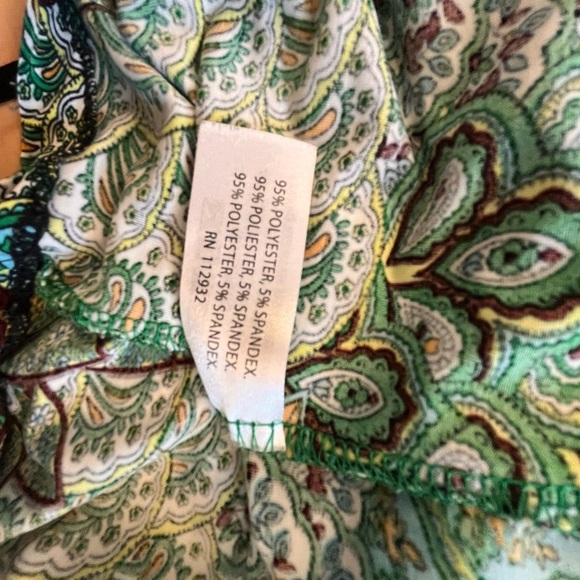 95% POLYESTER, 5% SPANDEX.
95% POLIESTER, 5% SPANDEX.
95% POLYESTER, 5% SPANDEX.
RN 112932